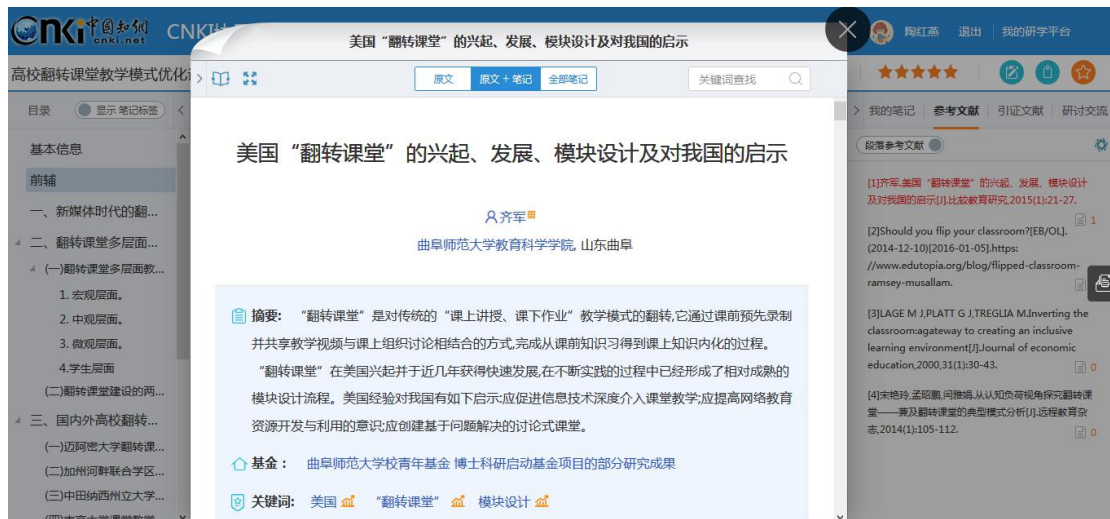 Cnki中国知网
cnki.net
CNKI
陶红燕 退出 我的研学平台
高校翻转课堂教学模式优化
美国“翻转课堂”的兴起、发展、模块设计及对我国的启示
原文 原文+笔记 全部笔记
关键词查找
目录 显示 笔记标签
基本信息
前辅
一、新媒体时代的翻...
二、翻转课堂多层面...
(一)翻转课堂多层面教...
1. 宏观层面。
2. 中观层面。
3. 微观层面。
4.学生层面
(二)翻转课堂建设的两...
三、国内外高校翻转...
(一)迈阿密大学翻转课...
(二)加州河畔联合学区...
(三)中田纳西州立大学...
美国“翻转课堂”的兴起、发展、模块设计及对我国的启示
齐军
曲阜师范大学教育科学学院, 山东曲阜
摘要: “翻转课堂”是对传统的“课上讲授、课下作业”教学模式的翻转,它通过课前预先录制
并共享教学视频与课上组织讨论相结合的方式,完成从课前知识习得到课上知识内化的过程。
“翻转课堂”在美国兴起并于近几年获得快速发展,在不断实践的过程中已经形成了相对成熟的
模块设计流程。美国经验对我国有如下启示:应促进信息技术深度介入课堂教学;应提高网络教育
资源开发与利用的意识;应创建基于问题解决的讨论式课堂。
基金: 曲阜师范大学校青年基金 博士科研启动基金项目的部分研究成果
关键词: 美国 “翻转课堂” 模块设计
我的笔记 参考文献 引证文献 研讨交流
段落参考文献
[1]齐军.美国“翻转课堂”的兴起、发展、模块设计
及对我国的启示[J].比较教育研究,2015(1):21-27.
1
[2]Should you flip your classroom?[EB/OL].
(2014-12-10)[2016-01-05].https:
//www.edutopia.org/blog/flipped-classroom-
ramsey-musallam.
[3]LAGE M J,PLATT G J,TREGLIA M.Inverting the
classroom:agateway to creating an inclusive
learning environment[J].Journal of economic
education,2000,31(1):30-43.
0
[4]宋艳玲,孟昭鹏,闫雅娟.从认知负荷视角探究翻转课
堂——兼及翻转课堂的典型模式分析[J].远程教育杂
志,2014(1):105-112.
0